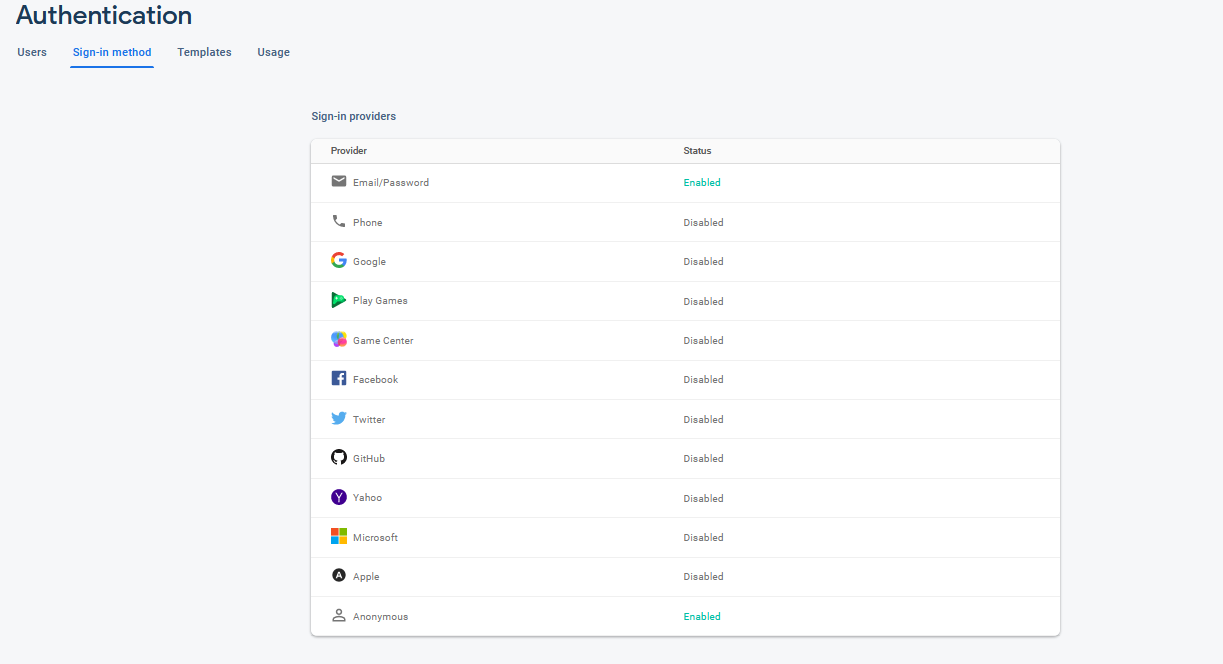 Authentication
Users Sign-in method Templates Usage
Sign-in providers
Provider Status
Email/Password Enabled
Phone Disabled
Google Disabled
Play Games Disabled
Game Center Disabled
Facebook Disabled
Twitter Disabled
GitHub Disabled
Yahoo Disabled
Microsoft Disabled
Apple Disabled
Anonymous Enabled